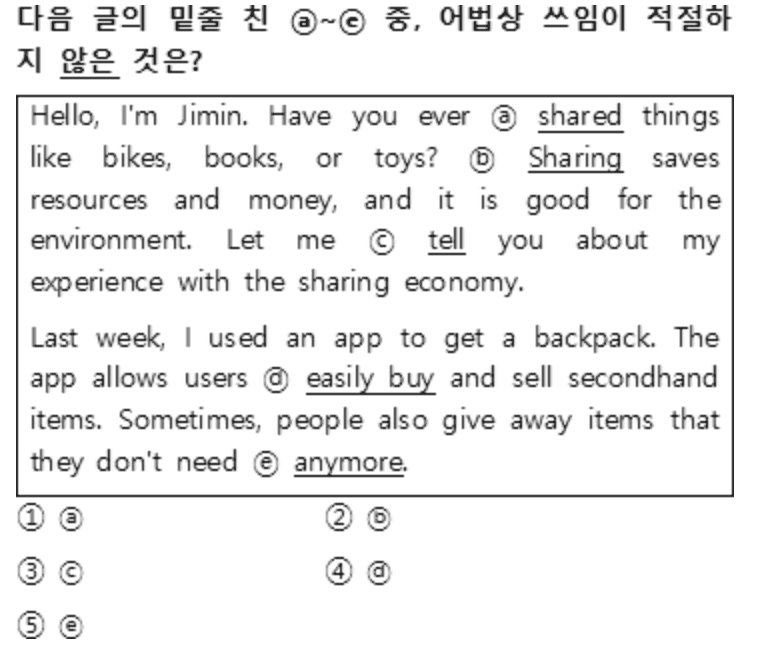 다음 글의 밑줄 친 ⓐ~ⓔ 중, 어법상 쓰임이 적절하
지 않은 것은?
Hello, I'm Jimin. Have you ever ⓐ shared things
like bikes, books, or toys? ⓑ Sharing saves
resources and money, and it is good for the
environment. Let me ⓒ tell you about my
experience with the sharing economy.
Last week, I used an app to get a backpack. The
app allows users ⓓ easily buy and sell secondhand
items. Sometimes, people also give away items that
they don't need ⓔ anymore.
① ⓐ ② ⓑ
③ ⓒ ④ ⓓ
⑤ ⓔ